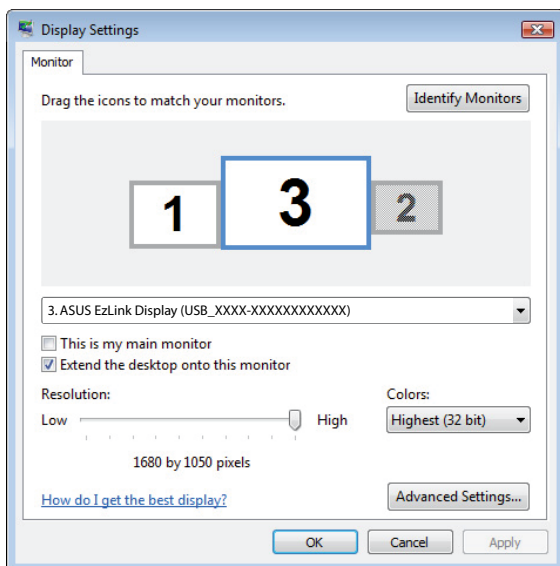 Display Settings
Monitor
Drag the icons to match your monitors.
Identify Monitors
1
3
2
3. ASUS EzLink Display (USB_XXXX-XXXXXXXXXXXX)
This is my main monitor
Extend the desktop onto this monitor
Resolution:
Colors:
Low
High
Highest (32 bit)
1680 by 1050 pixels
How do I get the best display?
Advanced Settings...
OK
Cancel
Apply